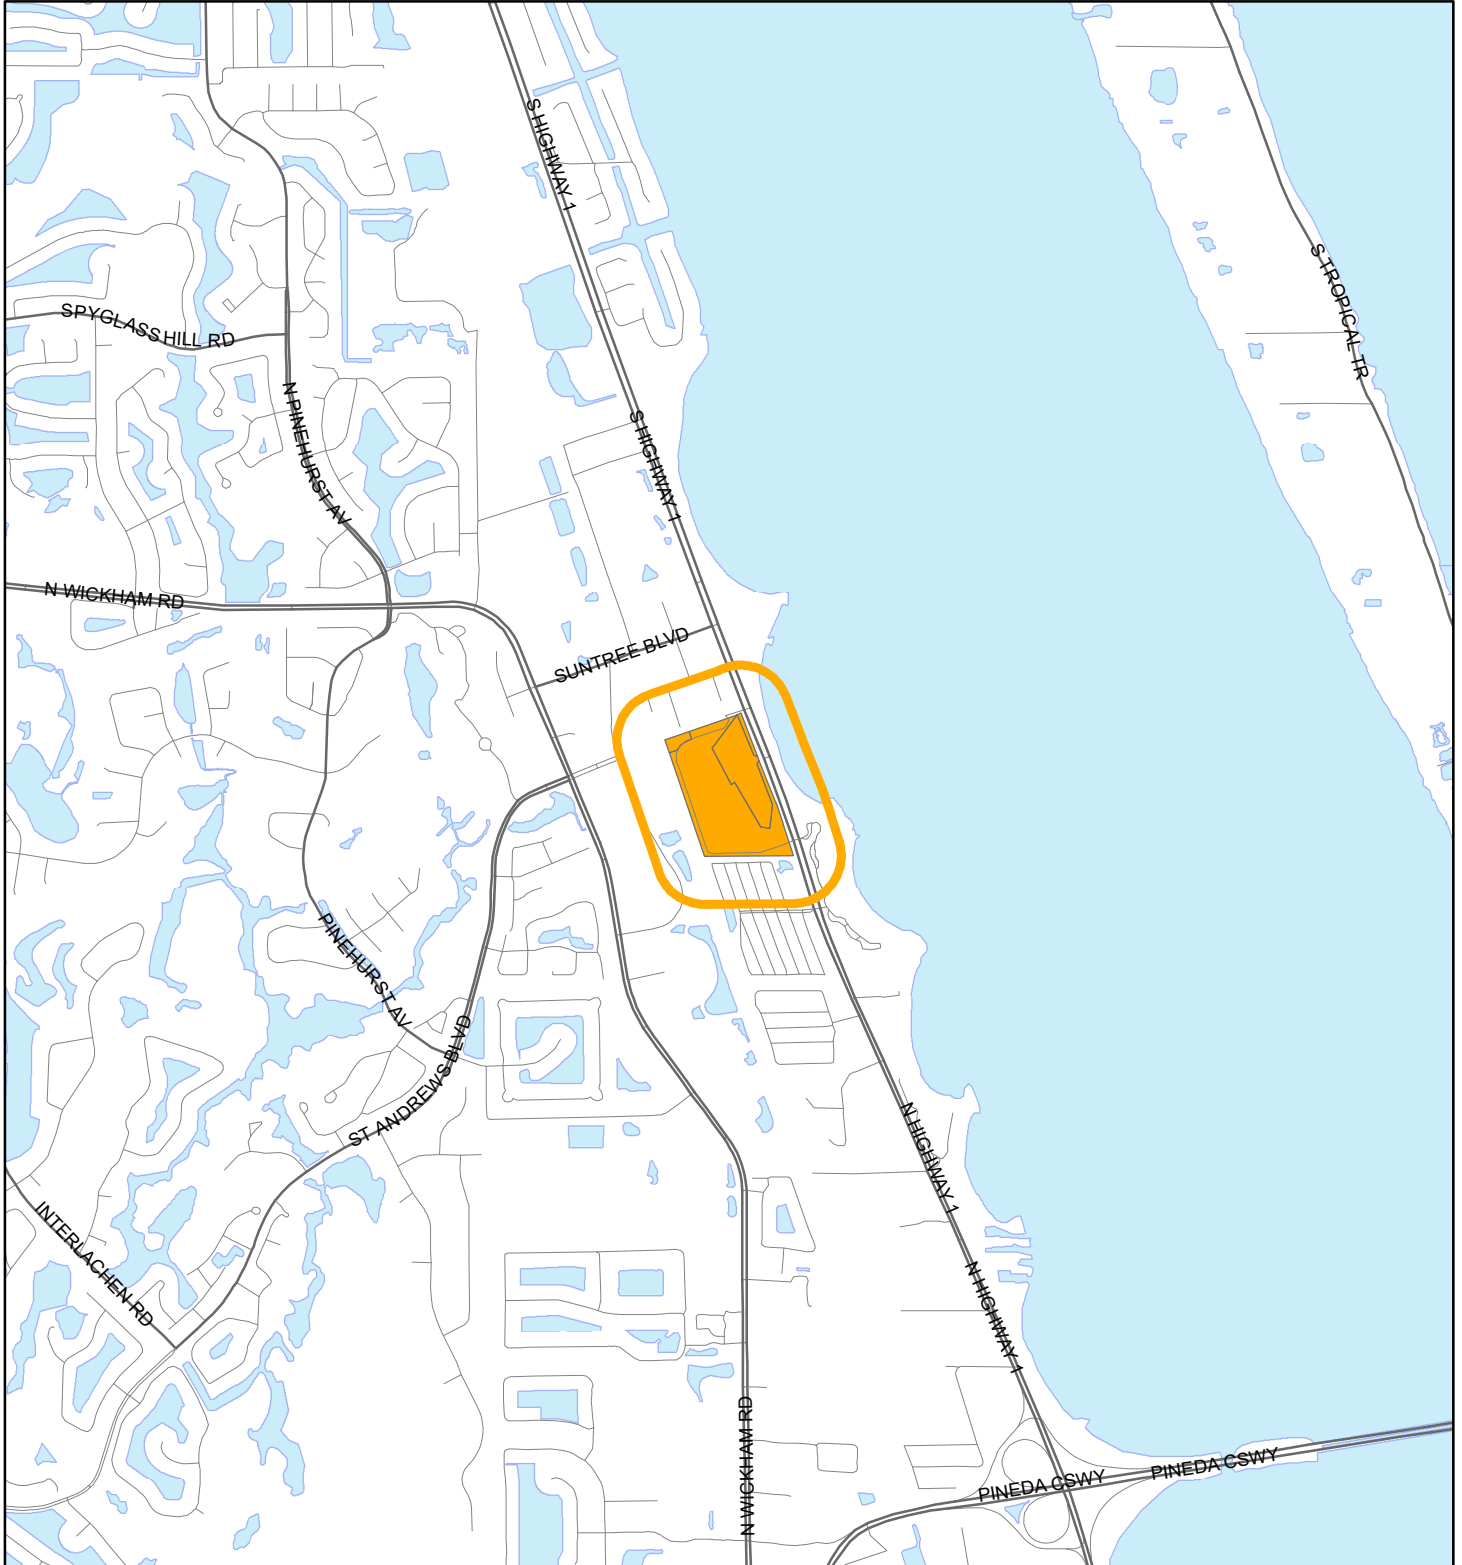 S HIGHWAY 1
S TROPICAL TR
SPYGLASS HILL RD
N PINEHURST AV
S HIGHWAY 1
N WICKHAM RD
SUNTREE BLVD
PINEHURST AV
ST ANDREWS BLVD
N HIGHWAY 1
INTERLACHEN RD
N HIGHWAY 1
N WICKHAM RD
PINEDA CSWY
PINEDA CSWY